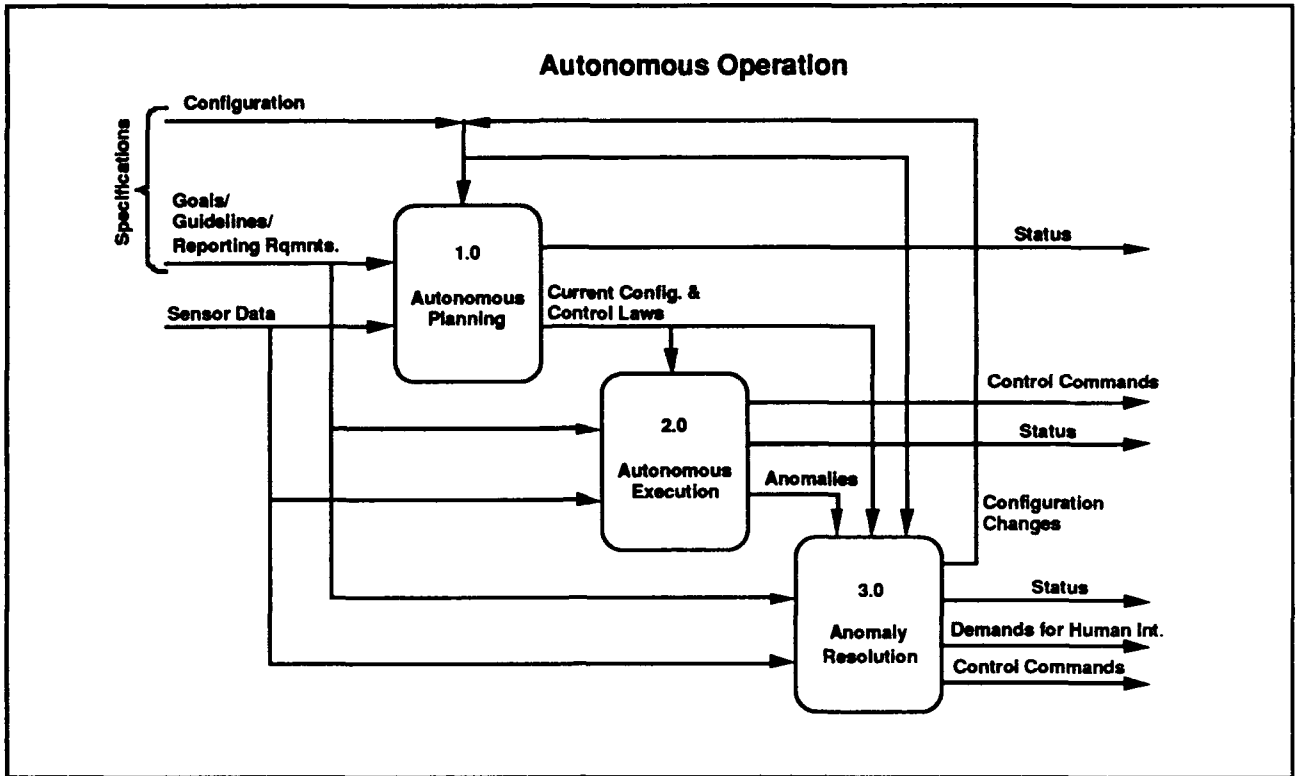 Autonomous Operation
Configuration
Specifications
Goals/
Guidelines/
Reporting Rqmnts.
1.0
Status
Autonomous
Planning
Current Config. &
Control Laws
Sensor Data
Control Commands
2.0
Status
Autonomous
Execution
Anomalies
Configuration
Changes
3.0
Status
Anomaly
Resolution
Demands for Human Int.
Control Commands